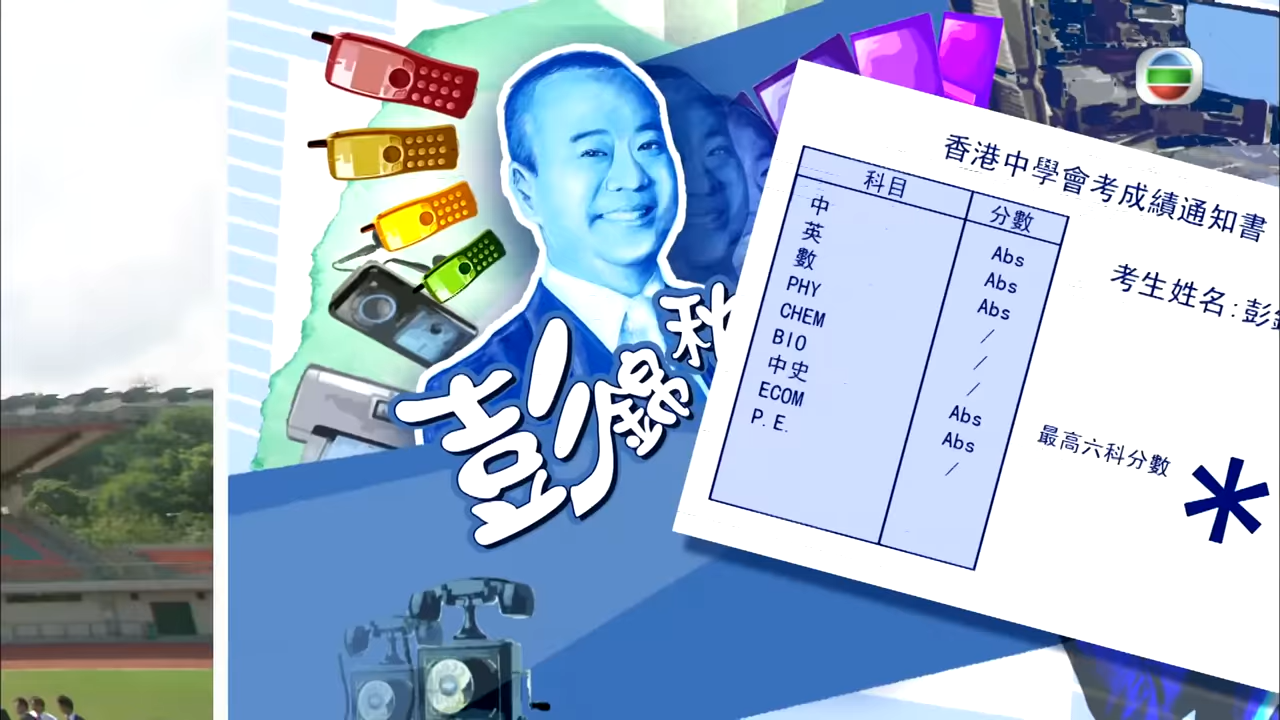 彭錦
香港中學會考成績通知書
科目 分數
中 Abs
英 Abs
數 Abs
PHY /
CHEM /
BIO /
中史 Abs
ECOM Abs
P.E. /
考生姓名:彭
最高六科分數
*